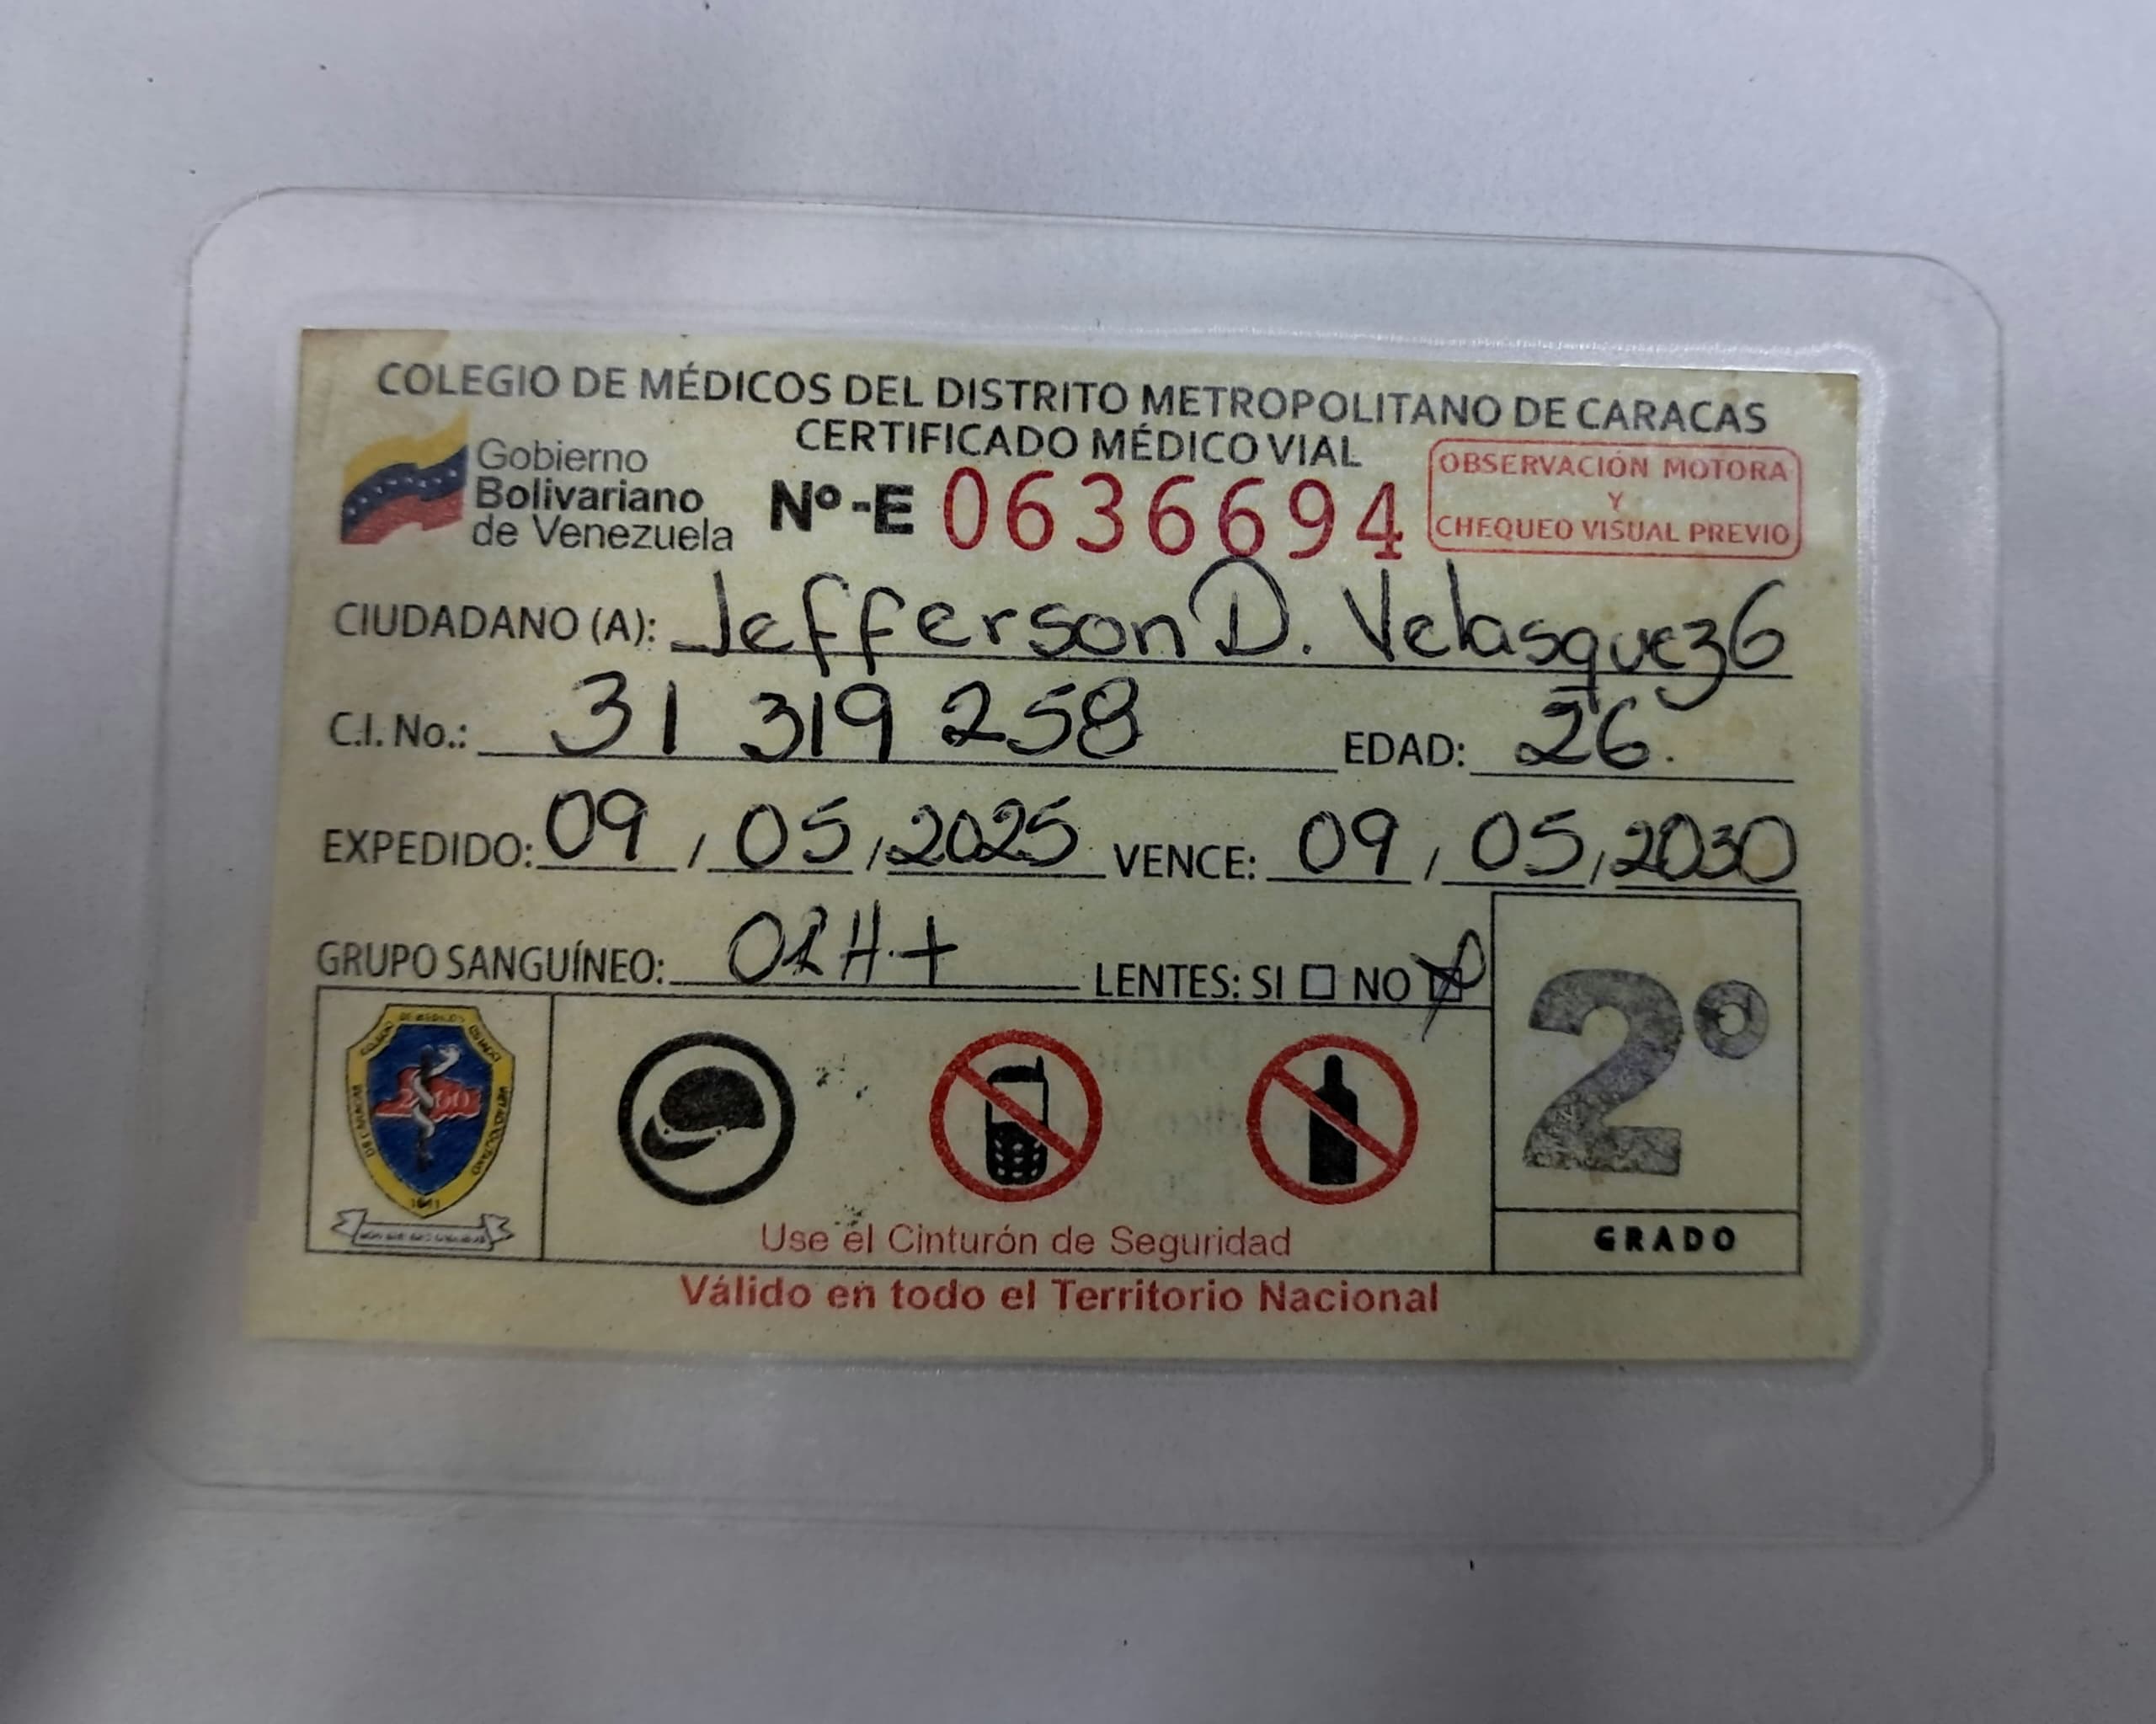 COLEGIO DE MÉDICOS DEL DISTRITO METROPOLITANO DE CARACAS
CERTIFICADO MÉDICO VIAL
Gobierno
Bolivariano
de Venezuela
Nº-E 0636694
OBSERVACIÓN MOTORA
Y
CHEQUEO VISUAL PREVIO
CIUDADANO (A): Jefferson D. Velasquez G
C.I. No.: 31 319 258 EDAD: 26.
EXPEDIDO: 09 / 05 / 2025 VENCE: 09 / 05 / 2030
GRUPO SANGUÍNEO: ORH+ LENTES: SI NO
2º
GRADO
Use el Cinturón de Seguridad
Válido en todo el Territorio Nacional